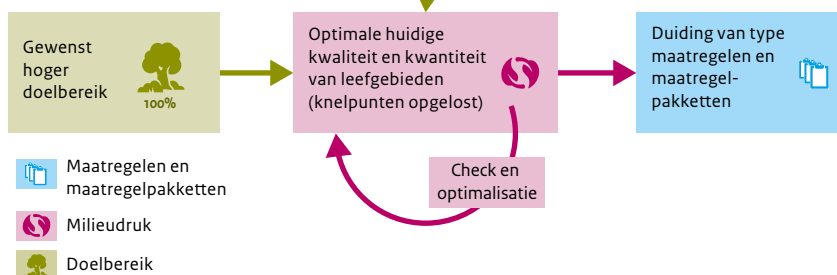 Gewenst
hoger
doelbereik
100%
Optimale huidige
kwaliteit en kwantiteit
van leefgebieden
(knelpunten opgelost)
Duiding van type
maatregelen en
maatregel-
pakketten
Check en
optimalisatie
Maatregelen en
maatregelpakketten
Milieudruk
Doelbereik